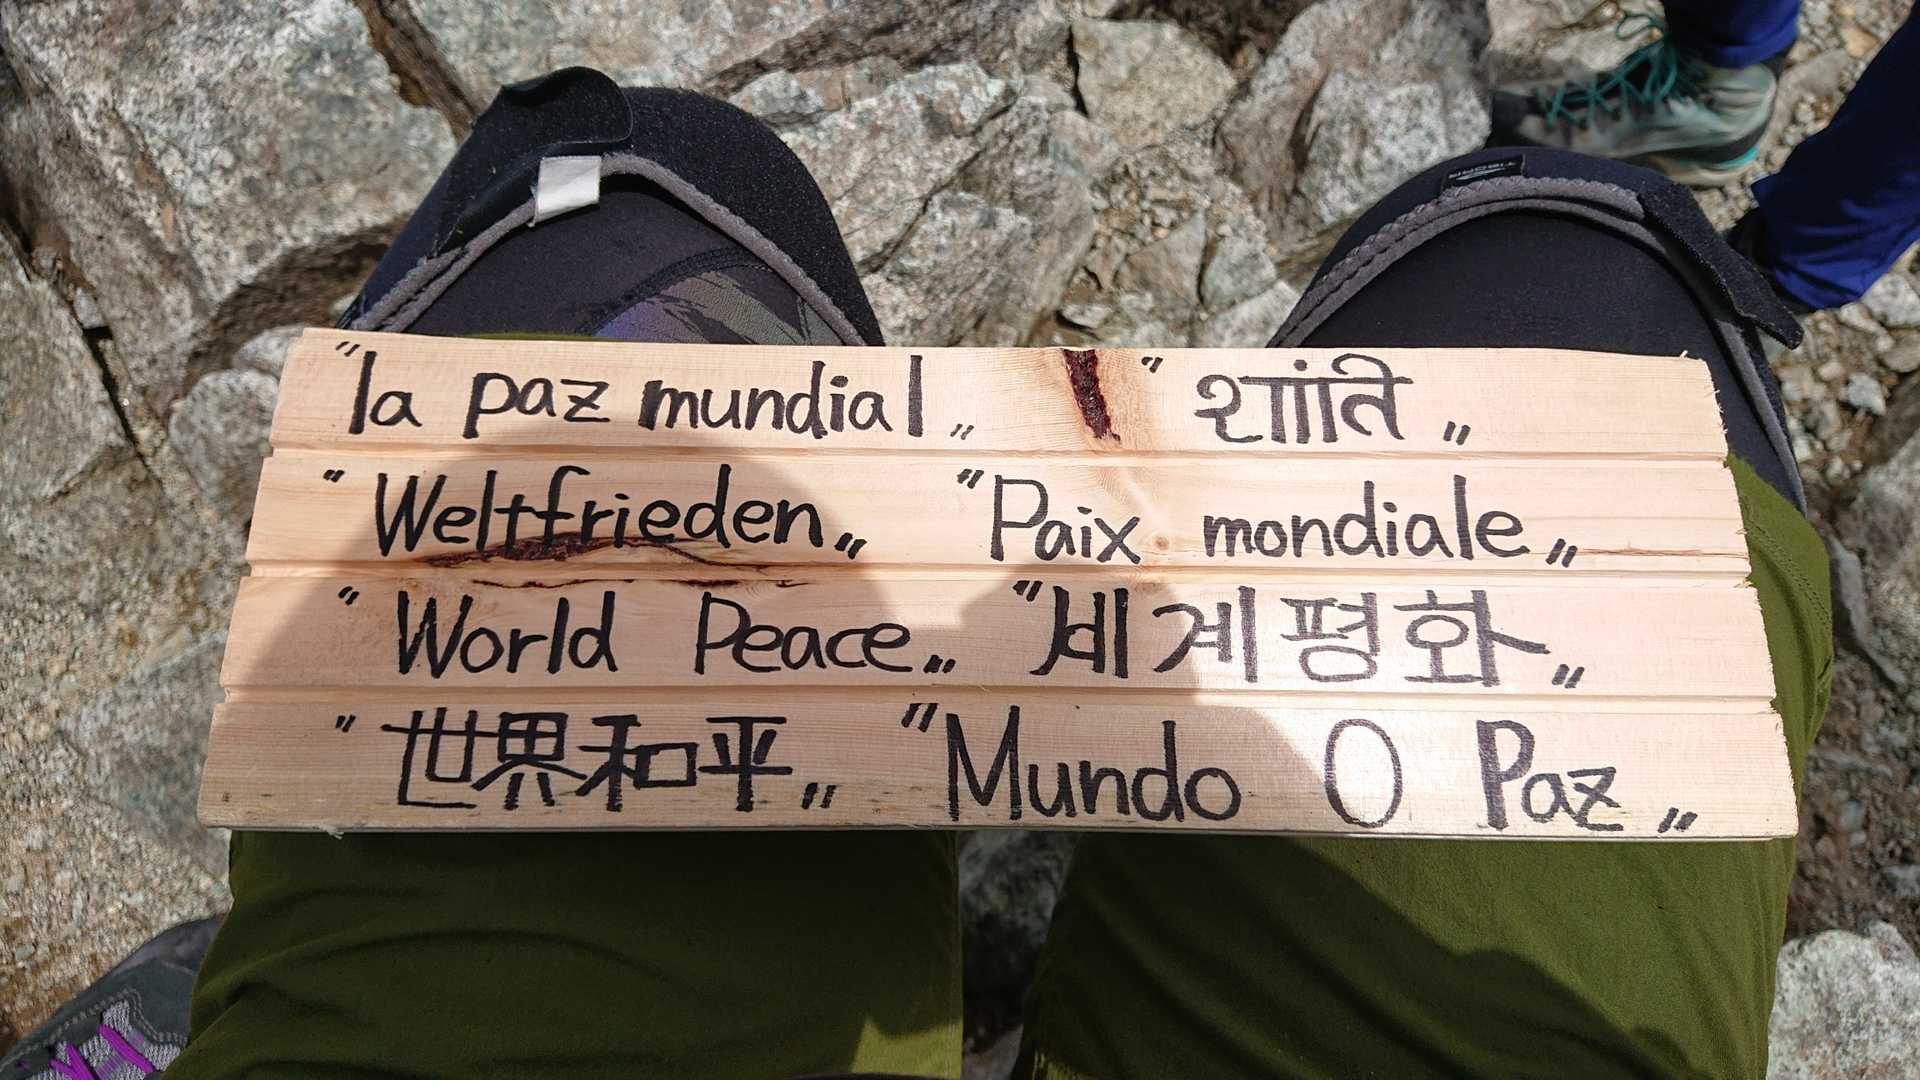 "la paz mundial„ "शांति„
"Weltfrieden„ "Paix mondiale„
"World Peace„ "세계평화„
"世界和平„ "Mundo O Paz„